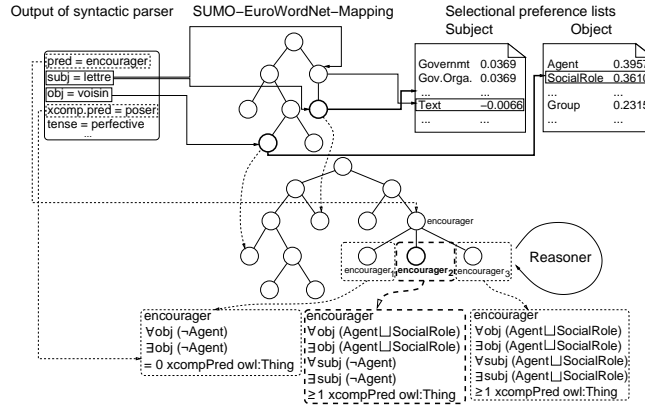 Output of syntactic parser
SUMO−EuroWordNet−Mapping
Selectional preference lists
Subject
Object
pred = encourager
subj = lettre
obj = voisin
xcomp.pred = poser
tense = perfective
...
Governmt 0.0369
Gov.Orga. 0.0369
... ...
Text −0.0066
... ...
Agent 0.3957
SocialRole 0.3610
... ...
Group 0.2315
... ...
encourager
encourager
encourager2
encourager3
Reasoner
encourager
∀obj (¬Agent)
∃obj (¬Agent)
= 0 xcompPred owl:Thing
encourager
∀obj (Agent⊔SocialRole)
∃obj (Agent⊔SocialRole)
∀subj (¬Agent)
∃subj (¬Agent)
≥1 xcompPred owl:Thing
encourager
∀obj (Agent⊔SocialRole)
∃obj (Agent⊔SocialRole)
∀subj (Agent⊔SocialRole)
∃subj (Agent⊔SocialRole)
≥1 xcompPred owl:Thing